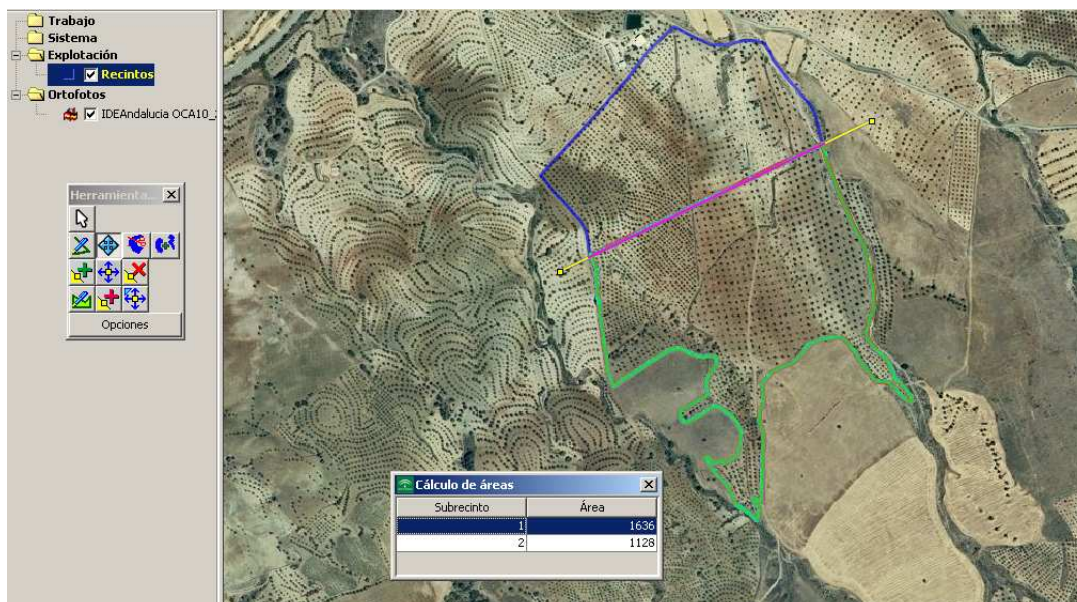 Trabajo
Sistema
Explotación
Recintos
Ortofotos
IDEAndalucia OCA10_
Herramienta...
Opciones
Cálculo de áreas
Subrecinto Área
1 1636
2 1128